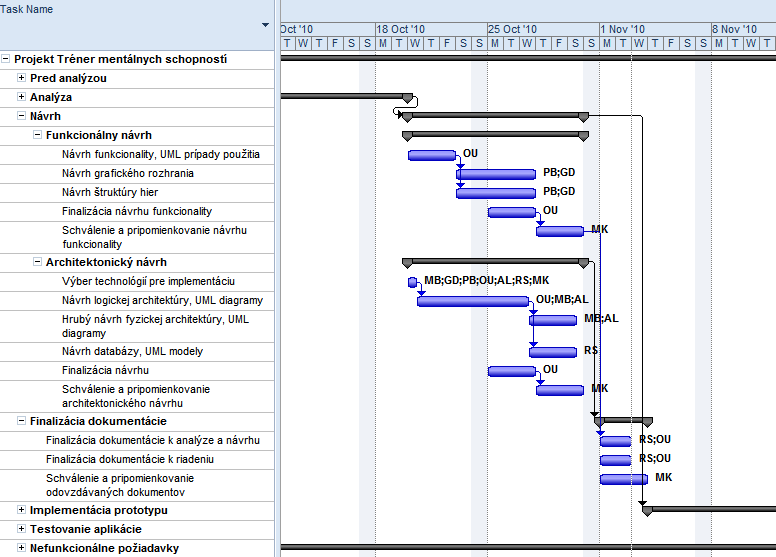 Task Name
Oct '10 18 Oct '10 25 Oct '10 1 Nov '10 8 Nov '10
T W T F S S M T W T F S S M T W T F S S M T W T F S S M T W T
Projekt Tréner mentálnych schopností
Pred analýzou
Analýza
Návrh
Funkcionálny návrh
Návrh funkcionality, UML prípady použitia OU
Návrh grafického rozhrania PB;GD
Návrh štruktúry hier PB;GD
Finalizácia návrhu funkcionality OU
Schválenie a pripomienkovanie návrhu MK
funkcionality
Architektonický návrh
Výber technológií pre implementáciu MB;GD;PB;OU;AL;RS;MK
Návrh logickej architektúry, UML diagramy OU;MB;AL
Hrubý návrh fyzickej architektúry, UML MB;AL
diagramy
Návrh databázy, UML modely RS
Finalizácia návrhu OU
Schválenie a pripomienkovanie MK
architektonického návrhu
Finalizácia dokumentácie
Finalizácia dokumentácie k analýze a návrhu RS;OU
Finalizácia dokumentácie k riadeniu RS;OU
Schválenie a pripomienkovanie MK
odovzdávaných dokumentov
Implementácia prototypu
Testovanie aplikácie
Nefunkcionálne požiadavky